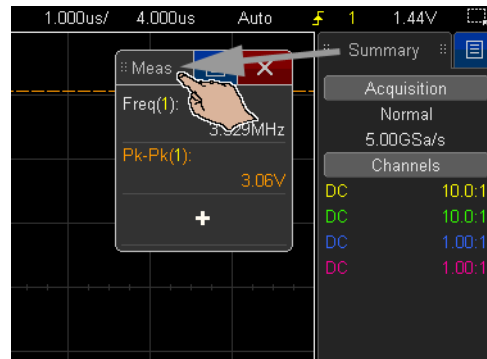 1.000us/ 4.000us Auto 1 1.44V
Meas
Summary
Freq(1):
Pk-Pk(1):
3.06V
+
Acquisition
Normal
5.00GSa/s
Channels
DC 10.0:1
DC 10.0:1
DC 1.00:1
DC 1.00:1